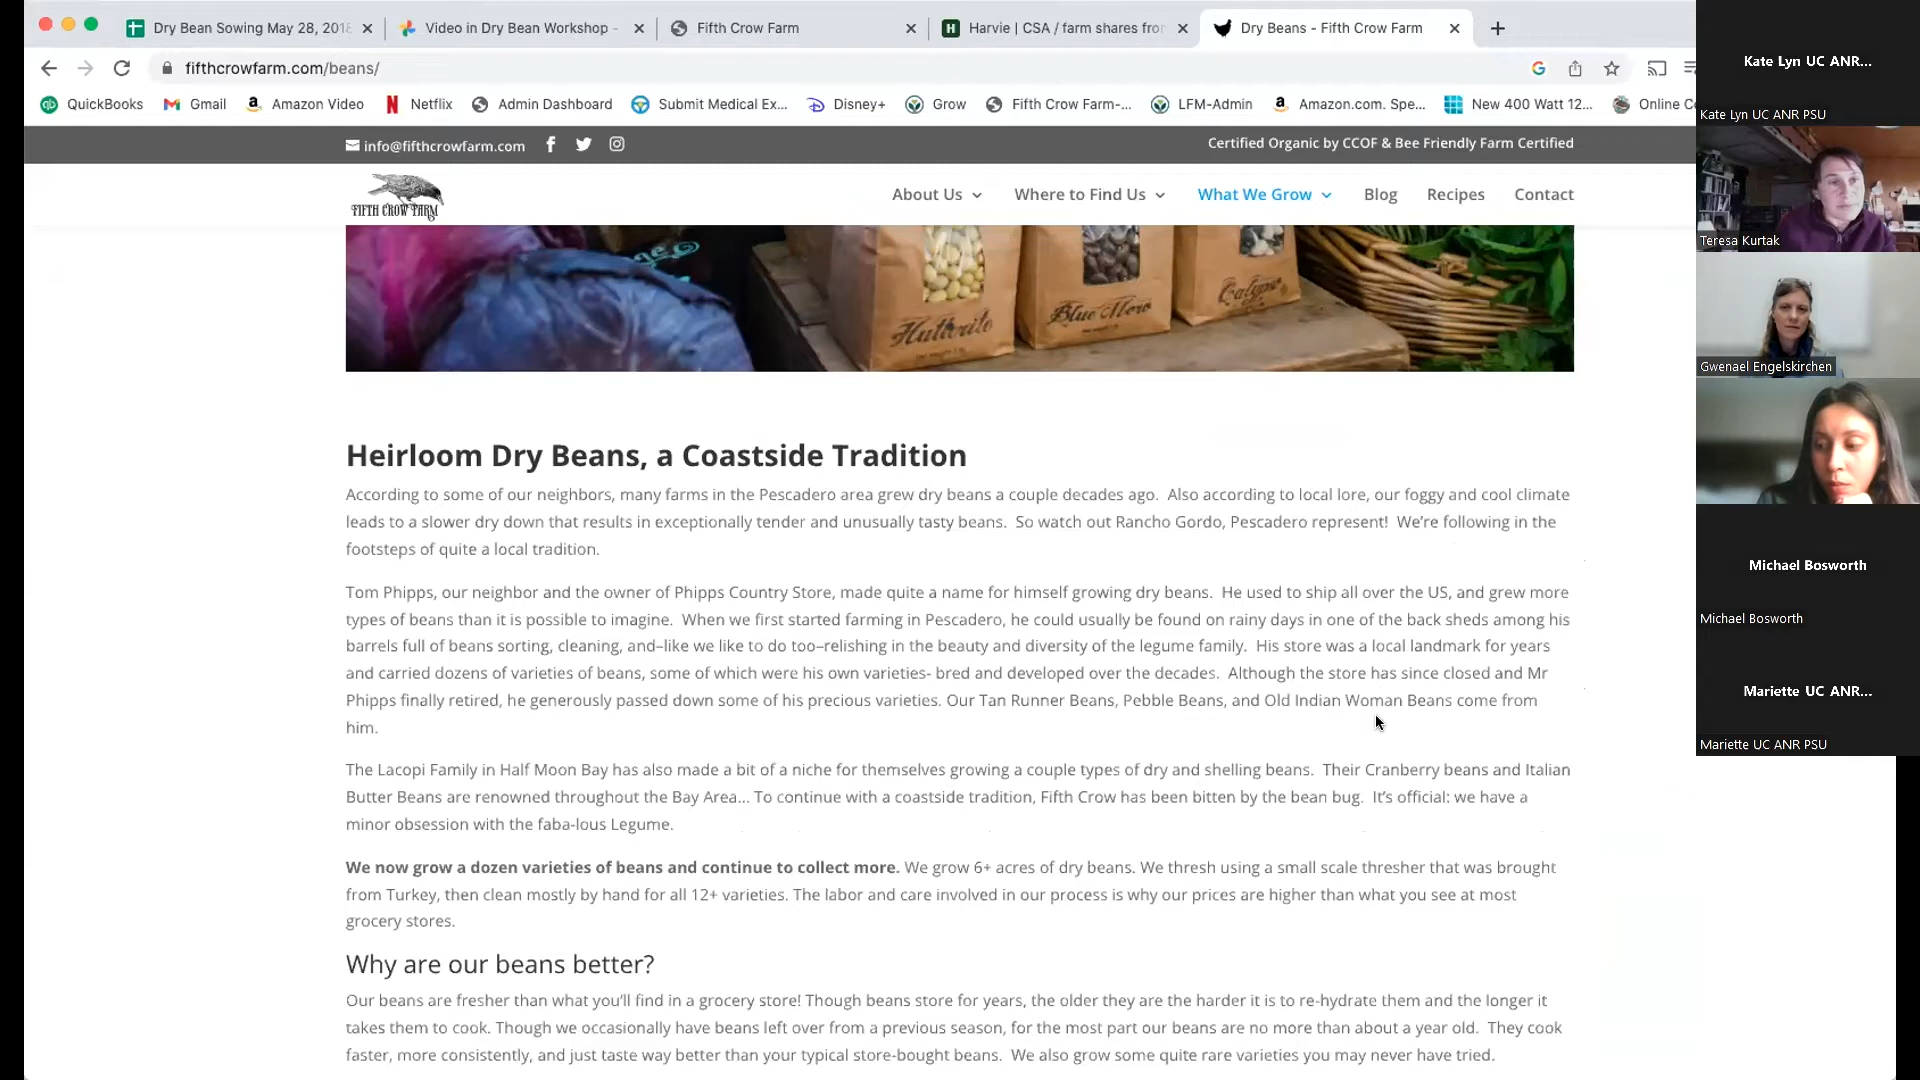 Dry Bean Sowing May 28, 201
Video in Dry Bean Workshop -
Fifth Crow Farm
Harvie | CSA / farm shares fro
Dry Beans - Fifth Crow Farm
fifthcrowfarm.com/beans/
QuickBooks
Gmail
Amazon Video
Netflix
Admin Dashboard
Submit Medical Ex...
Disney+
Grow
Fifth Crow Farm-...
LFM-Admin
Amazon.com. Spe...
New 400 Watt 12...
Online Co
info@fifthcrowfarm.com
Certified Organic by CCOF & Bee Friendly Farm Certified
FIFTH CROW FARM
About Us
Where to Find Us
What We Grow
Blog
Recipes
Contact
Hutterite
Blue Hero
Calypso
Heirloom Dry Beans, a Coastside Tradition
According to some of our neighbors, many farms in the Pescadero area grew dry beans a couple decades ago. Also according to local lore, our foggy and cool climate
leads to a slower dry down that results in exceptionally tender and unusually tasty beans. So watch out Rancho Gordo, Pescadero represent! We're following in the
footsteps of quite a local tradition.
Tom Phipps, our neighbor and the owner of Phipps Country Store, made quite a name for himself growing dry beans. He used to ship all over the US, and grew more
types of beans than it is possible to imagine. When we first started farming in Pescadero, he could usually be found on rainy days in one of the back sheds among his
barrels full of beans sorting, cleaning, and–like we like to do too–relishing in the beauty and diversity of the legume family. His store was a local landmark for years
and carried dozens of varieties of beans, some of which were his own varieties- bred and developed over the decades. Although the store has since closed and Mr
Phipps finally retired, he generously passed down some of his precious varieties. Our Tan Runner Beans, Pebble Beans, and Old Indian Woman Beans come from
him.
The Lacopi Family in Half Moon Bay has also made a bit of a niche for themselves growing a couple types of dry and shelling beans. Their Cranberry beans and Italian
Butter Beans are renowned throughout the Bay Area... To continue with a coastside tradition, Fifth Crow has been bitten by the bean bug. It's official: we have a
minor obsession with the faba-lous Legume.
We now grow a dozen varieties of beans and continue to collect more. We grow 6+ acres of dry beans. We thresh using a small scale thresher that was brought
from Turkey, then clean mostly by hand for all 12+ varieties. The labor and care involved in our process is why our prices are higher than what you see at most
grocery stores.
Why are our beans better?
Our beans are fresher than what you'll find in a grocery store! Though beans store for years, the older they are the harder it is to re-hydrate them and the longer it
takes them to cook. Though we occasionally have beans left over from a previous season, for the most part our beans are no more than about a year old. They cook
faster, more consistently, and just taste way better than your typical store-bought beans. We also grow some quite rare varieties you may never have tried.
Kate Lyn UC ANR...
Kate Lyn UC ANR PSU
Teresa Kurtak
Gwenael Engelskirchen
Michael Bosworth
Michael Bosworth
Mariette UC ANR...
Mariette UC ANR PSU